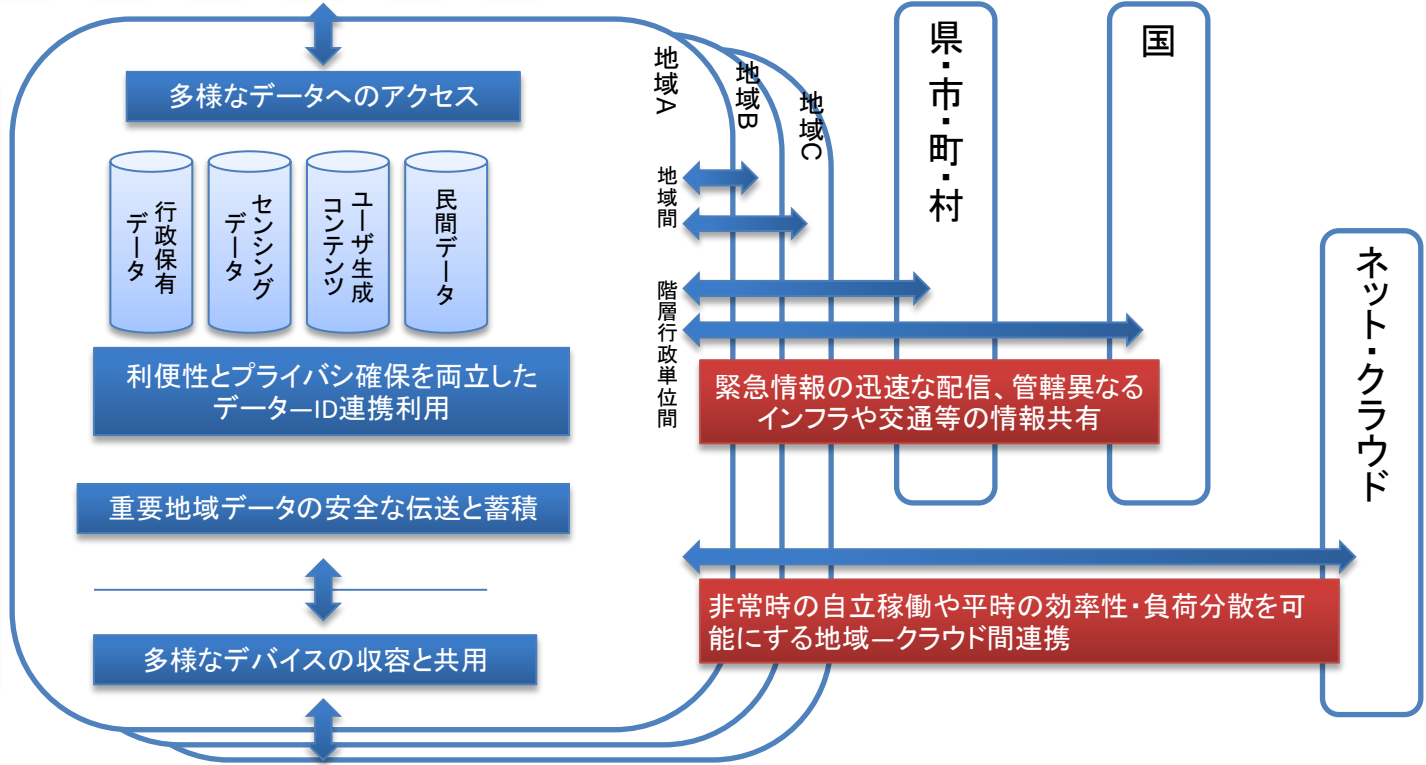 多様なデータへのアクセス
行政保有
データ
センシング
データ
ユーザ生成
コンテンツ
民間データ
利便性とプライバシ確保を両立した
データ―ID連携利用
重要地域データの安全な伝送と蓄積
多様なデバイスの収容と共用
地域A
地域B
地域C
地域間
階層行政単位間
県・市・町・村
国
ネット・クラウド
緊急情報の迅速な配信、管轄異なる
インフラや交通等の情報共有
非常時の自立稼働や平時の効率性・負荷分散を可
能にする地域―クラウド間連携